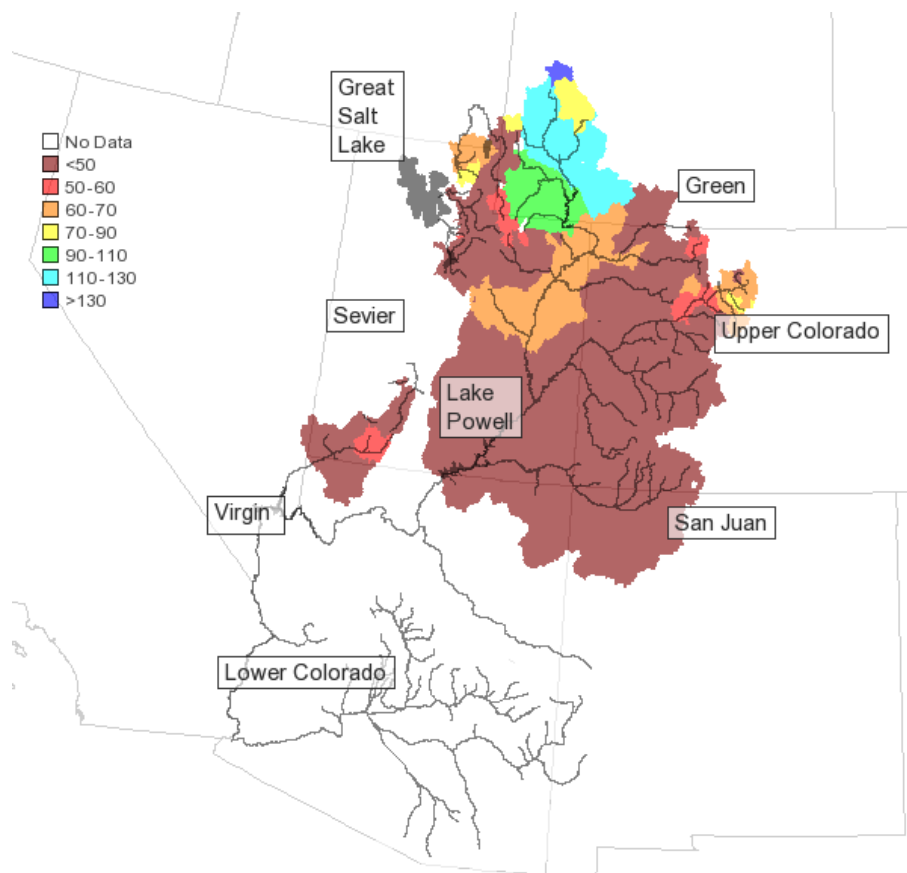 Great
Salt
Lake
No Data
<50
50-60
60-70
70-90
90-110
110-130
>130
Green
Sevier
Upper Colorado
Lake
Powell
Virgin
San Juan
Lower Colorado